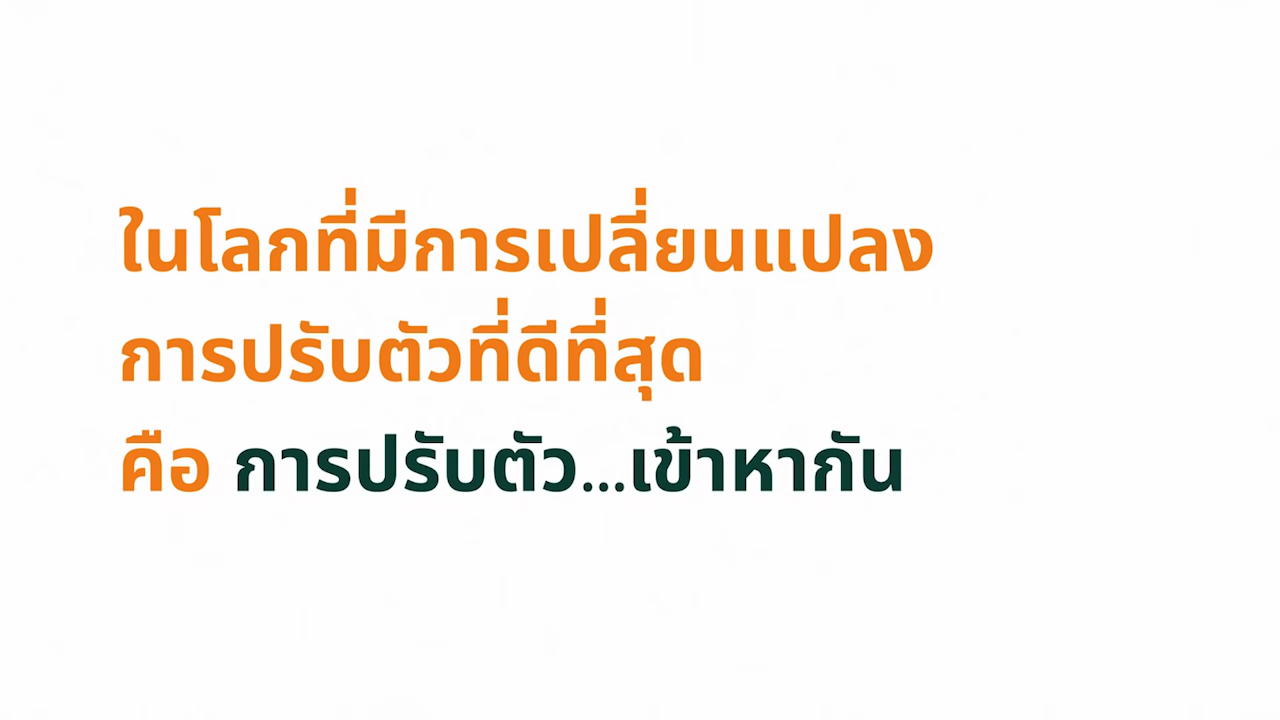 ในโลกที่มีการเปลี่ยนแปลง
การปรับตัวที่ดีที่สุด
คือ การปรับตัว...เข้าหากัน